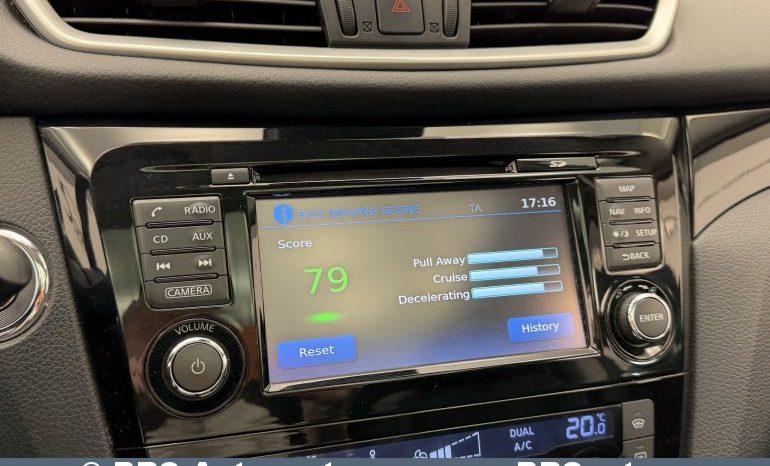 SD
MAP
RADIO
NAV INFO
CD AUX
SETUP
BACK
CAMERA
VOLUME
ENTER
ECO DRIVING SCORE TA 17:16
Score
79
Pull Away
Cruise
Decelerating
Reset
History
DUAL
A/C
20.0°C